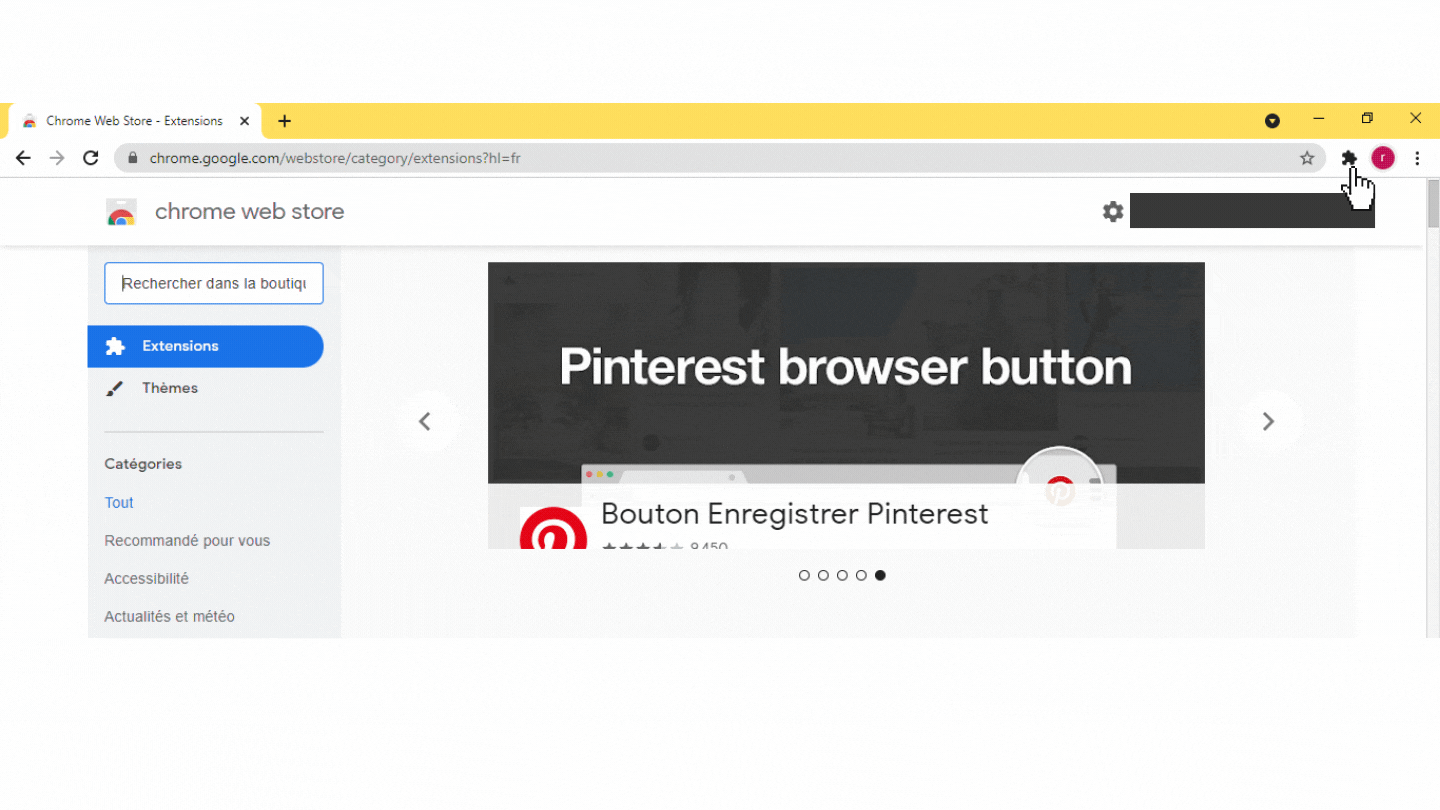 Chrome Web Store - Extensions
chrome.google.com/webstore/category/extensions?hl=fr
r
chrome web store
Rechercher dans la boutiqu
Extensions
Thèmes
Catégories
Tout
Recommandé pour vous
Accessibilité
Actualités et météo
Pinterest browser button
Bouton Enregistrer Pinterest
8450